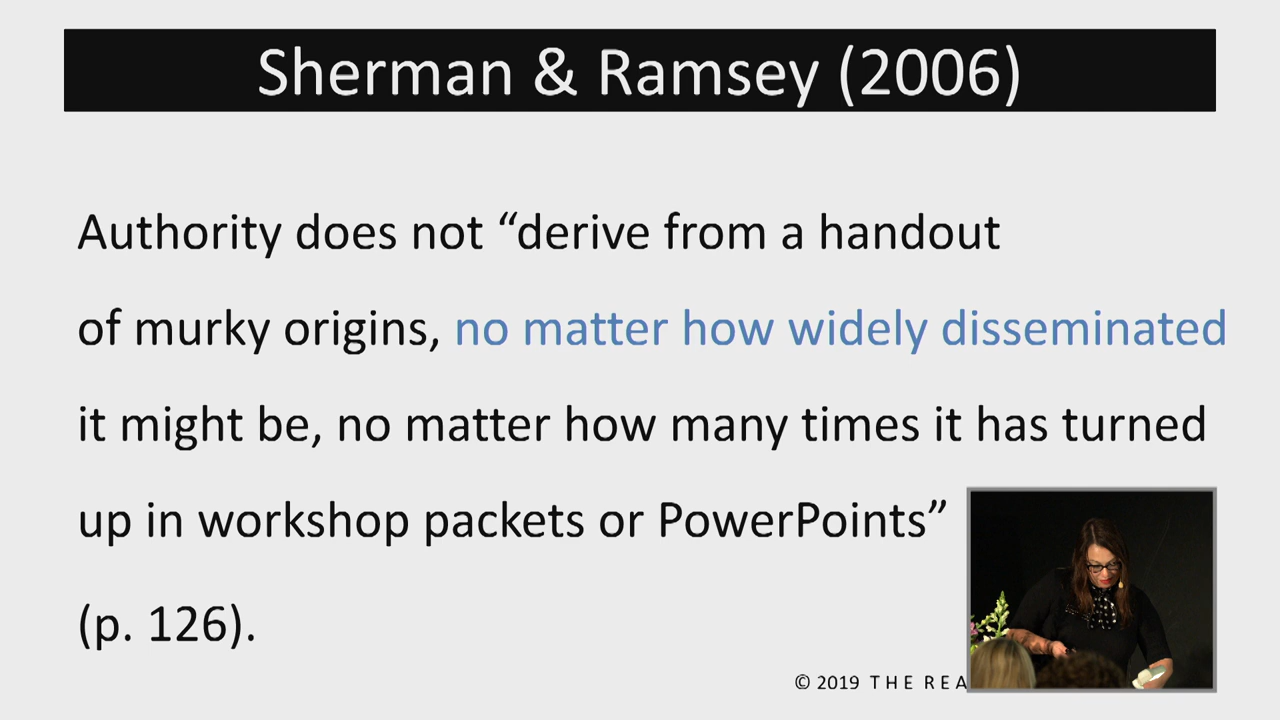 Sherman & Ramsey (2006)
Authority does not “derive from a handout
of murky origins, no matter how widely disseminated
it might be, no matter how many times it has turned
up in workshop packets or PowerPoints”
(p. 126).
© 2019 THE REA